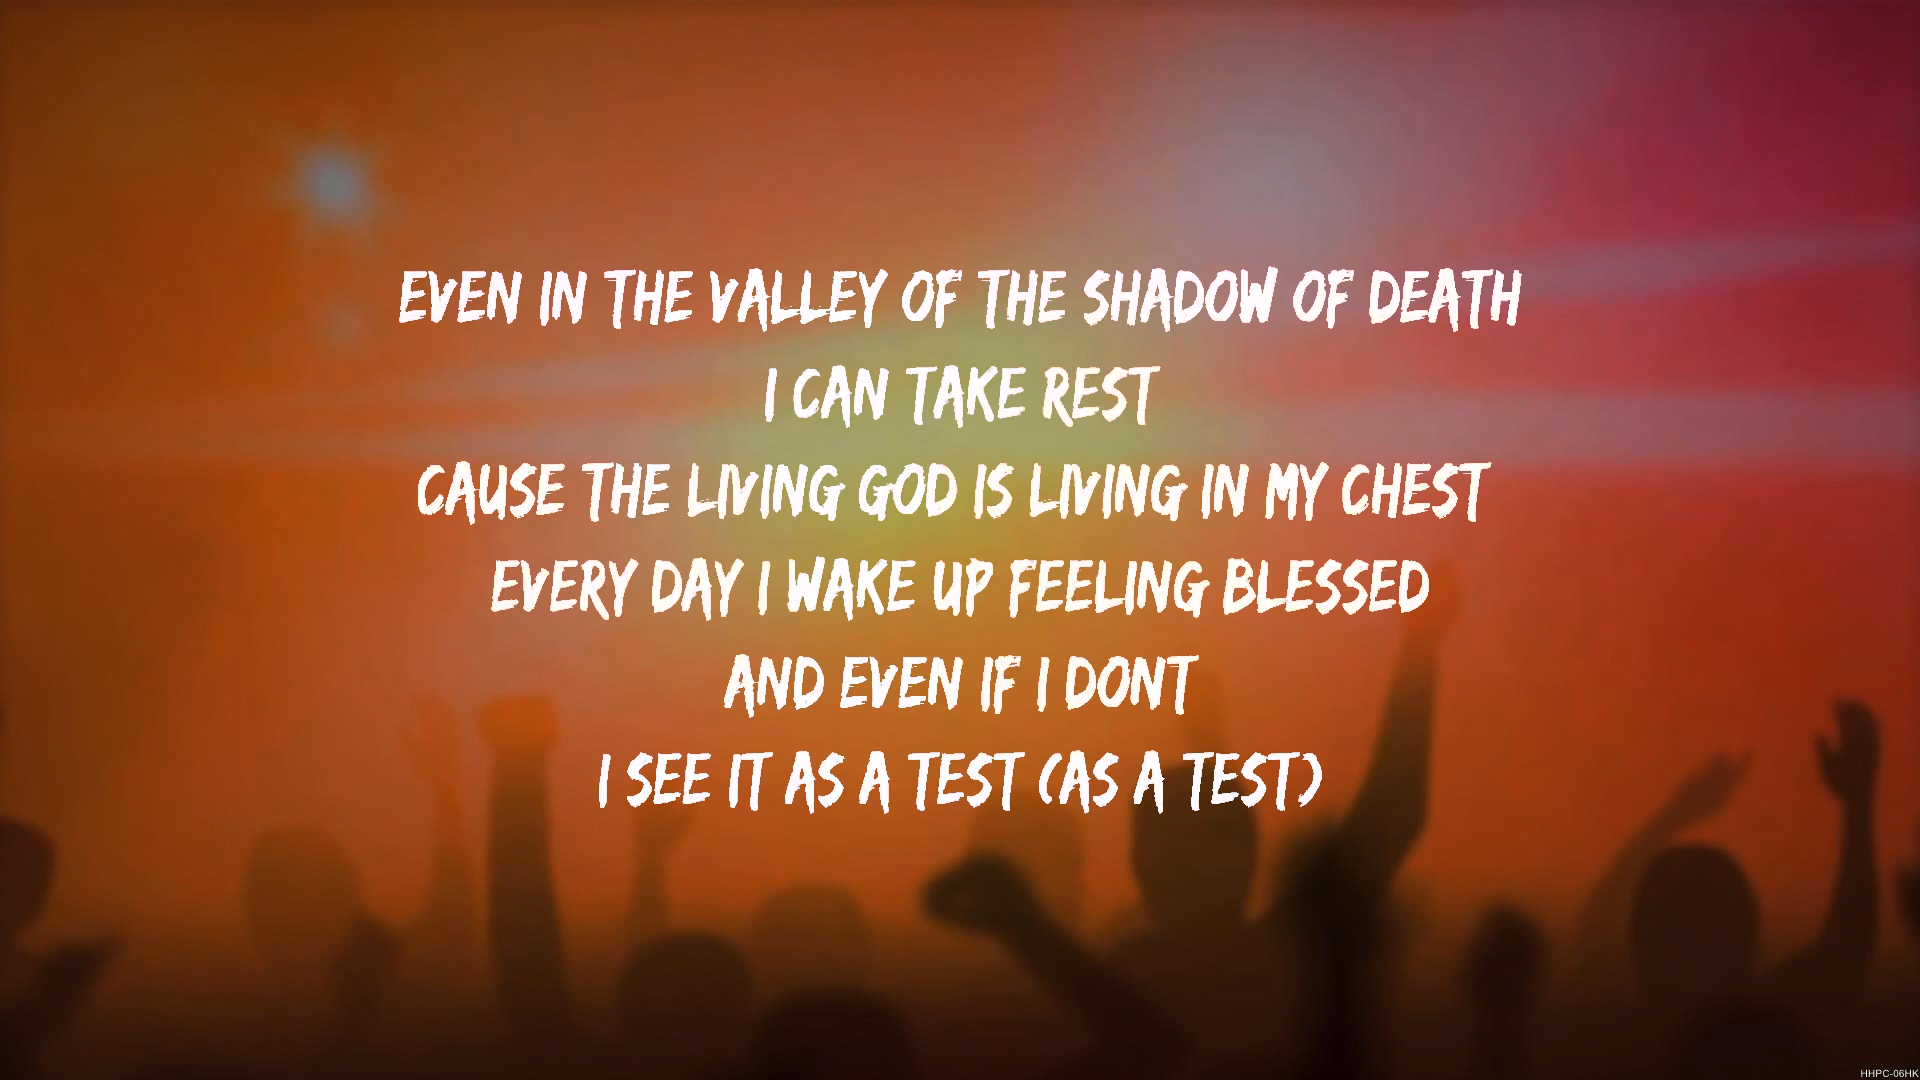 EVEN IN THE VALLEY OF THE SHADOW OF DEATH
I CAN TAKE REST
CAUSE THE LIVING GOD IS LIVING IN MY CHEST
EVERY DAY I WAKE UP FEELING BLESSED
AND EVEN IF I DONT
I SEE IT AS A TEST (AS A TEST)
HHPC-06HK